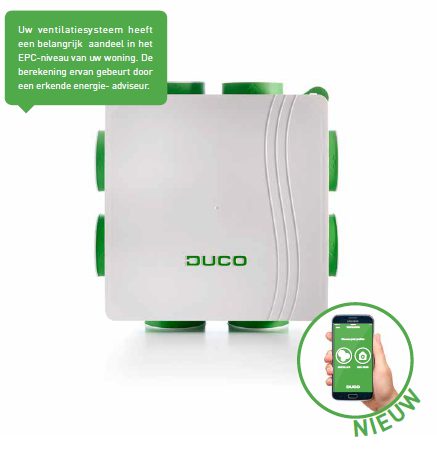 Uw ventilatiesysteem heeft
een belangrijk aandeel in het
EPC-niveau van uw woning. De
berekening ervan gebeurt door
een erkende energie- adviseur.
DUCO
DUCO
NIEUW